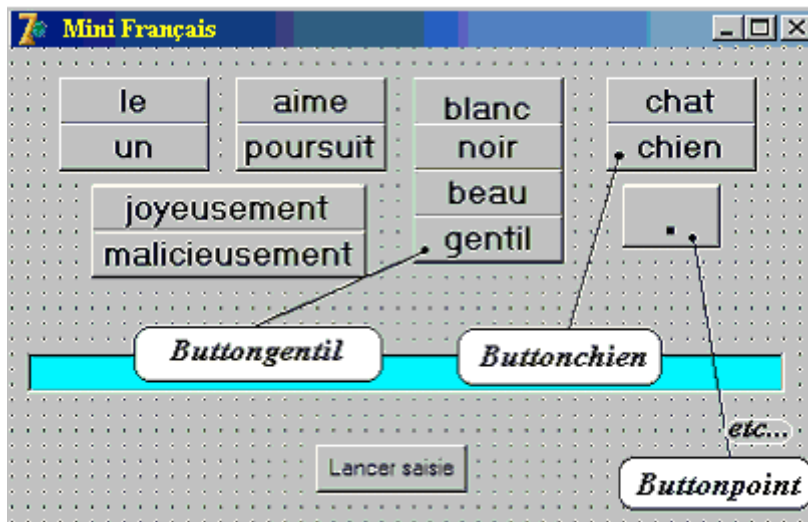 Mini Français
le
un
aime
poursuit
blanc
noir
beau
gentil
chat
chien
joyeusement
malicieusement
.
Buttongentil
Buttonchien
etc...
Lancer saisie
Buttonpoint